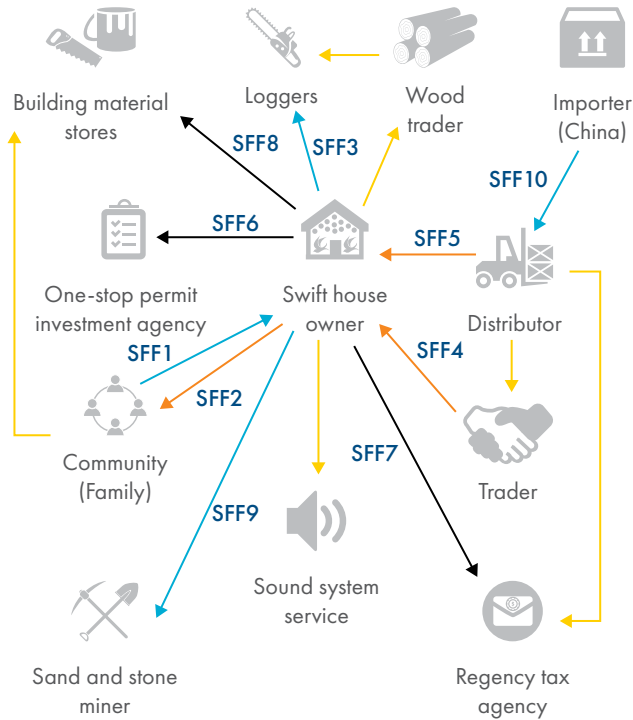 Building material
stores
Loggers
Wood
trader
Importer
(China)
SFF8
SFF3
SFF10
SFF6
SFF5
One-stop permit
investment agency
Swift house
owner
Distributor
SFF1
SFF4
SFF2
Community
(Family)
SFF7
Trader
SFF9
Sound system
service
Sand and stone
miner
Regency tax
agency